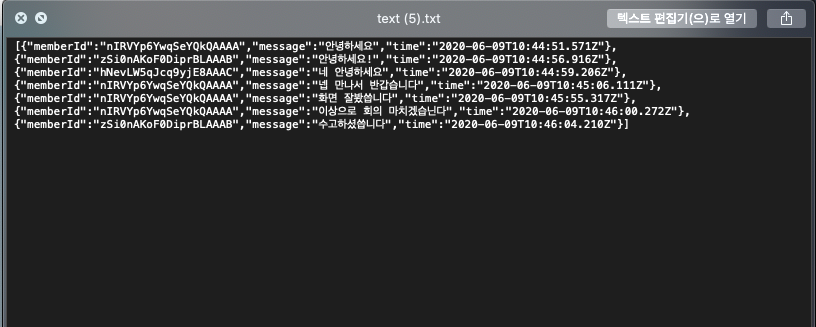 text (5).txt
텍스트 편집기(으)로 열기
[{"memberId":"nIRVYp6YwqSeYQkQAAAA","message":"안녕하세요","time":"2020-06-09T10:44:51.571Z"},
{"memberId":"zSi0nAKoF0DiprBLAAAB","message":"안녕하세요!","time":"2020-06-09T10:44:56.916Z"},
{"memberId":"hNevLW5qJcq9yjE8AAAC","message":"네 안녕하세요","time":"2020-06-09T10:44:59.206Z"},
{"memberId":"nIRVYp6YwqSeYQkQAAAA","message":"넵 만나서 반갑습니다","time":"2020-06-09T10:45:06.111Z"},
{"memberId":"nIRVYp6YwqSeYQkQAAAA","message":"화면 잘봤씁니다","time":"2020-06-09T10:45:55.317Z"},
{"memberId":"nIRVYp6YwqSeYQkQAAAA","message":"이상으로 회의 마치겠습닌다","time":"2020-06-09T10:46:00.272Z"},
{"memberId":"zSi0nAKoF0DiprBLAAAB","message":"수고하셨씁니다","time":"2020-06-09T10:46:04.210Z"}]